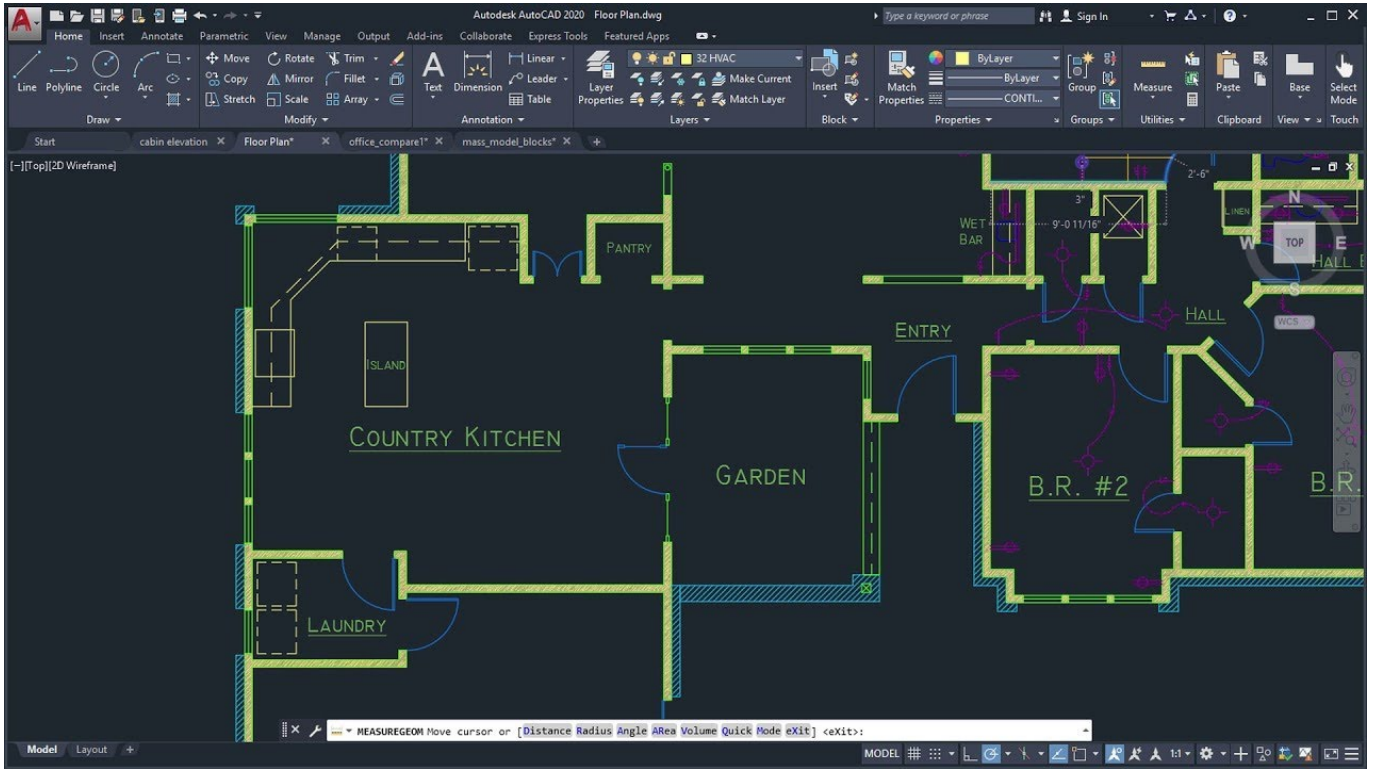 Autodesk AutoCAD 2020 Floor Plan.dwg
Type a keyword or phrase
Sign In
Home Insert Annotate Parametric View Manage Output Add-ins Collaborate Express Tools Featured Apps
Move Rotate Trim Linear 32 HVAC ByLayer
Copy Mirror Fillet Leader Make Current ByLayer
Stretch Scale Array Table Match Layer CONTI...
Line Polyline Circle Arc Text Dimension Layer Properties Insert Match Properties Group Measure Paste Base Select Mode
Draw Modify Annotation Layers Block Properties Groups Utilities Clipboard View Touch
Start cabin elevation Floor Plan* office_compare1* mass_model_blocks*
[−][Top][2D Wireframe]
2'-6"
3"
LINEN
N
WET BAR
9'-0 11/16"
W TOP E
PANTRY
HALL
S
HALL
WCS
ENTRY
ISLAND
COUNTRY KITCHEN
GARDEN
B.R. #2
B.R.
LAUNDRY
MEASUREGEOM Move cursor or [Distance Radius Angle ARea Volume Quick Mode eXit] <eXit>:
Model Layout +
MODEL 1:1